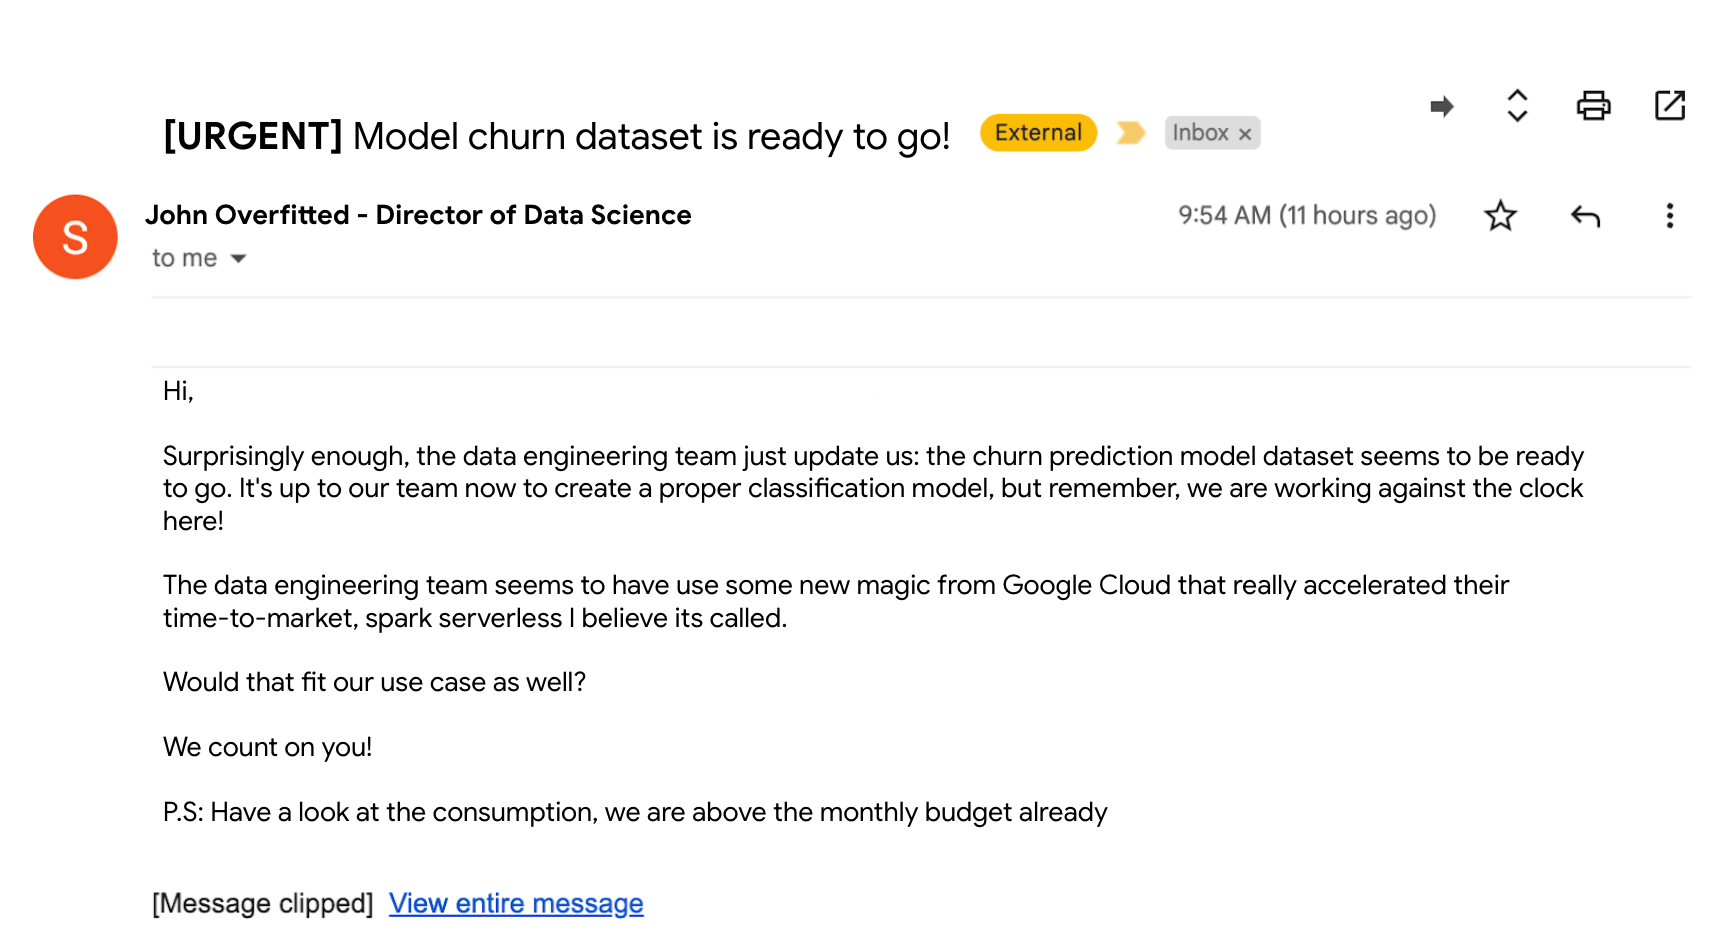 [URGENT] Model churn dataset is ready to go! External Inbox ×
John Overfitted - Director of Data Science 9:54 AM (11 hours ago)
S
to me
Hi,
Surprisingly enough, the data engineering team just update us: the churn prediction model dataset seems to be ready
to go. It's up to our team now to create a proper classification model, but remember, we are working against the clock
here!
The data engineering team seems to have use some new magic from Google Cloud that really accelerated their
time-to-market, spark serverless I believe its called.
Would that fit our use case as well?
We count on you!
P.S: Have a look at the consumption, we are above the monthly budget already
[Message clipped] View entire message